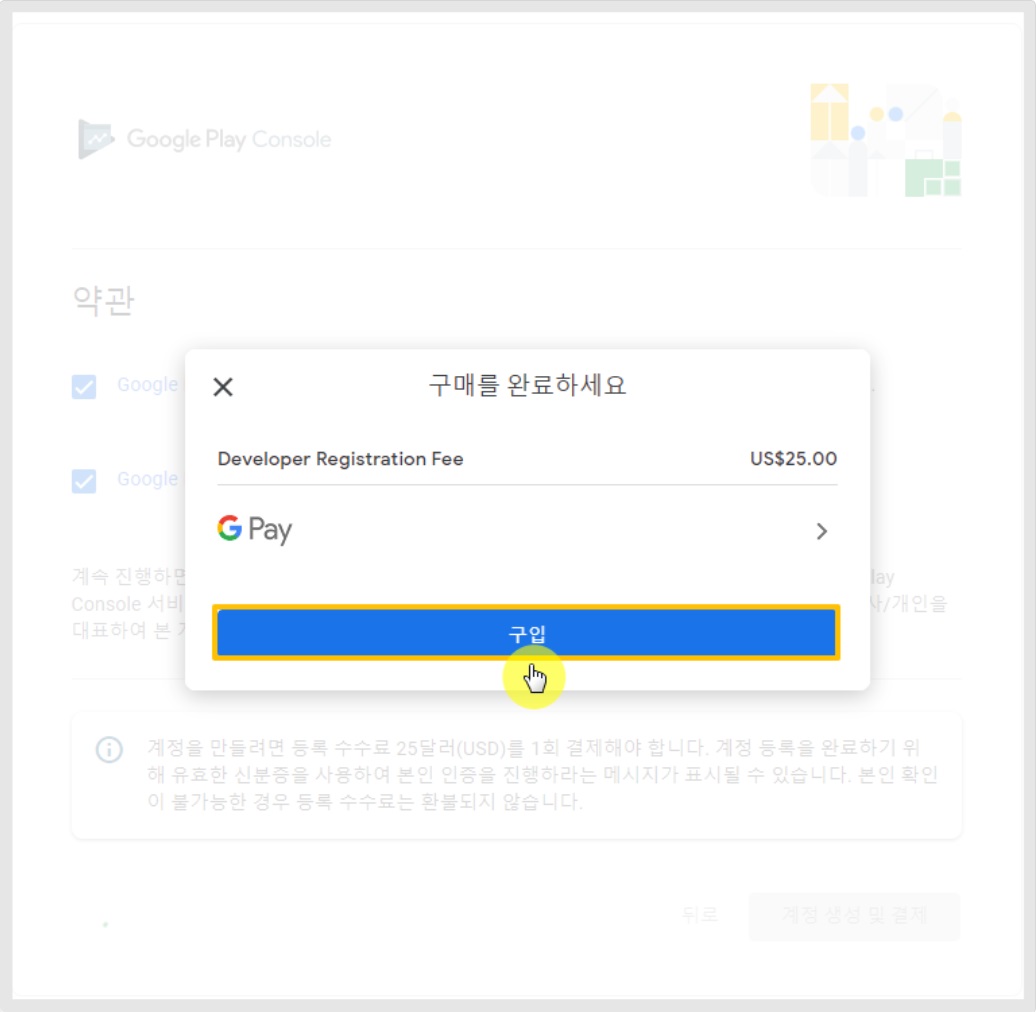 Google Play Console
약관
Google
구매를 완료하세요
Developer Registration Fee US$25.00
Google
G Pay
계속 진행하면 lay
Console 서비 사/개인을
대표하여 본
구입
계정을 만들려면 등록 수수료 25달러(USD)를 1회 결제해야 합니다. 계정 등록을 완료하기 위
해 유효한 신분증을 사용하여 본인 인증을 진행하라는 메시지가 표시될 수 있습니다. 본인 확인
이 불가능한 경우 등록 수수료는 환불되지 않습니다.
뒤로 계정 생성 및 결제